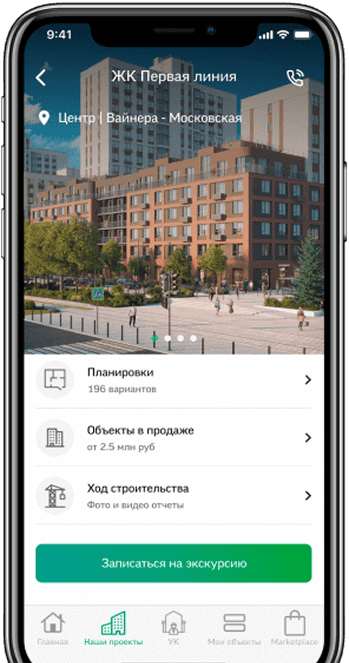 9:41
ЖК Первая линия
Центр | Вайнера - Московская
Планировки
196 вариантов
Объекты в продаже
от 2.5 млн руб
Ход строительства
Фото и видео отчеты
Записаться на экскурсию
Главная Наши проекты УК Мои объекты Marketplace